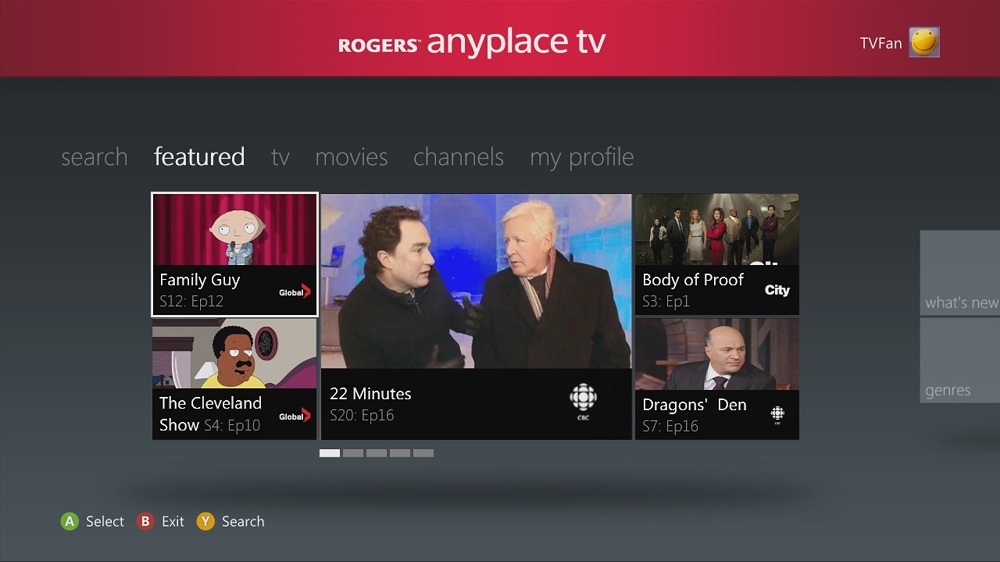 ROGERS™ anyplace tv
TVFan
search featured tv movies channels my profile
Family Guy
S12: Ep12
Global
The Cleveland
Show S4: Ep10
Global
22 Minutes
S20: Ep16
CBC
Body of Proof
S3: Ep1
City
Dragons' Den
S7: Ep16
CBC
what's new
genres
A Select B Exit Y Search